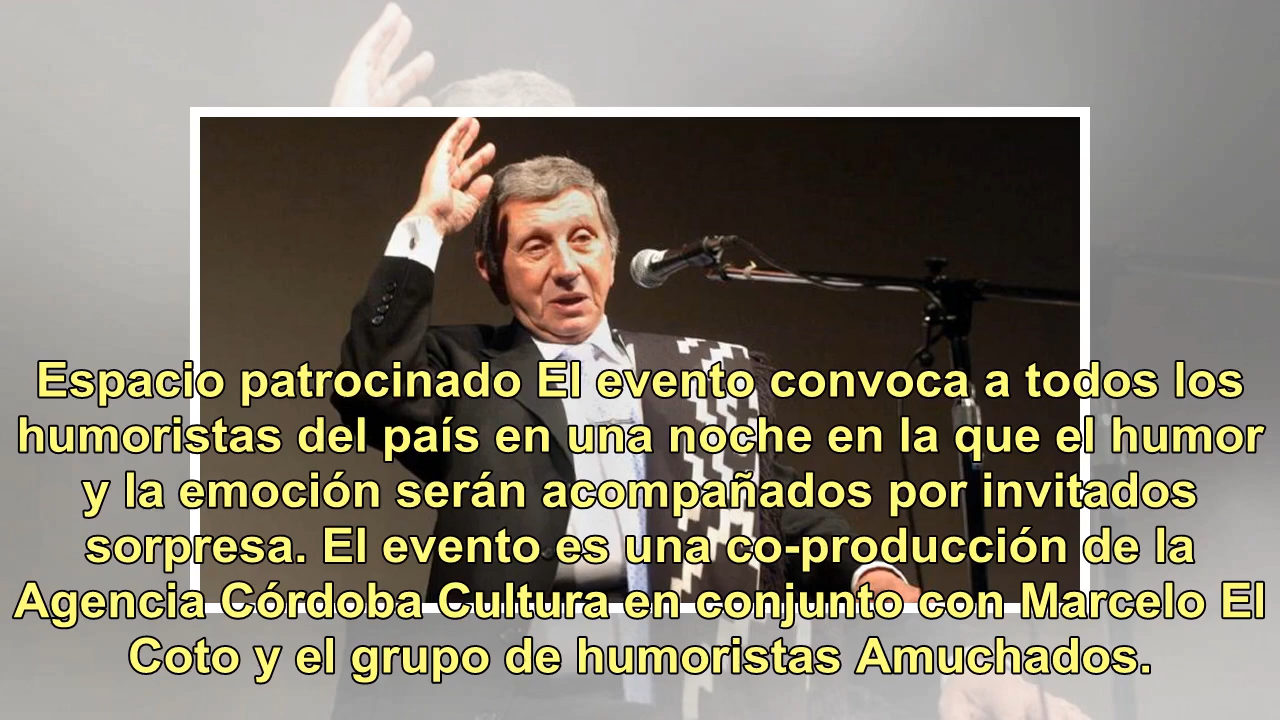 Espacio patrocinado El evento convoca a todos los
humoristas del país en una noche en la que el humor
y la emoción serán acompañados por invitados
sorpresa. El evento es una co-producción de la
Agencia Córdoba Cultura en conjunto con Marcelo El
Coto y el grupo de humoristas Amuchados.